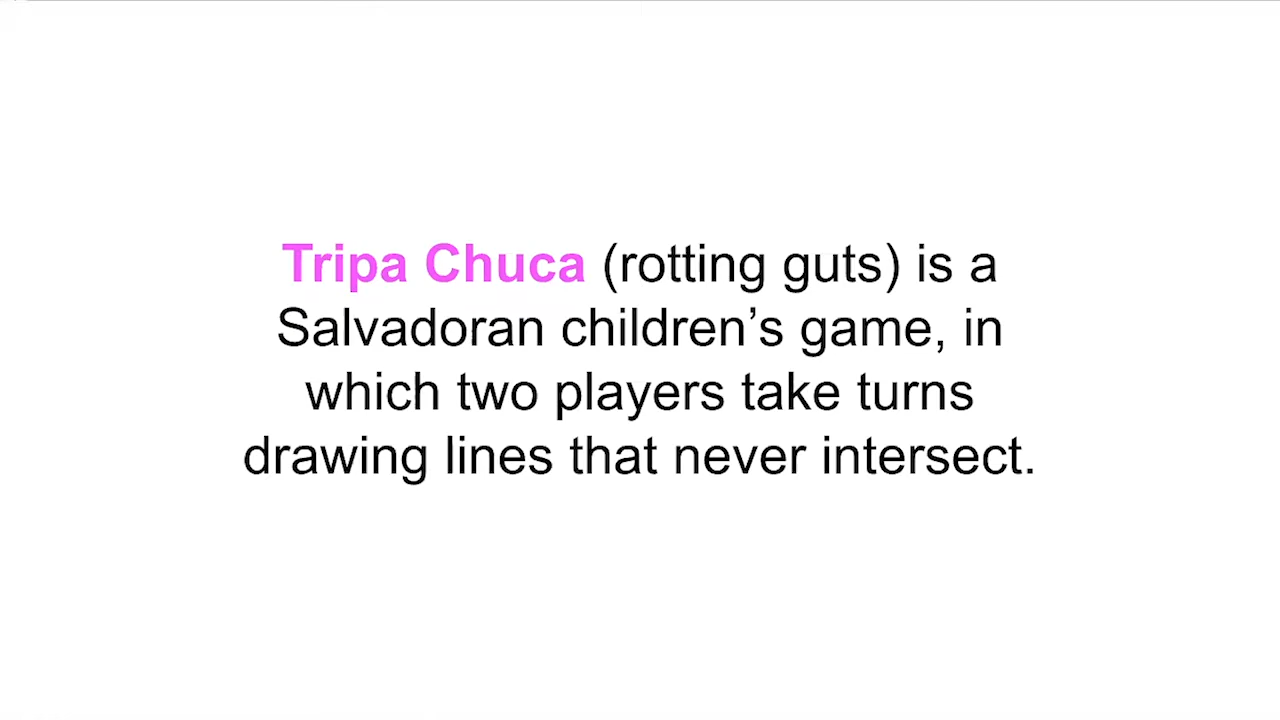 Tripa Chuca (rotting guts) is a
Salvadoran children’s game, in
which two players take turns
drawing lines that never intersect.